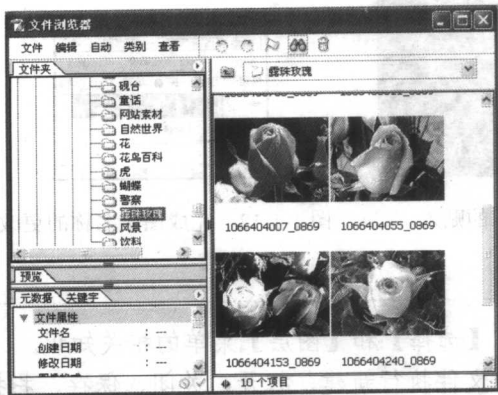 文件浏览器
文件 编辑 自动 类别 查看
文件夹
砚台
童话
网站素材
自然世界
花
花鸟百科
虎
蝴蝶
警察
露珠玫瑰
风景
饮料
预览
元数据 关键字
文件属性
文件名 : ---
创建日期 : ---
修改日期 : ---
露珠玫瑰
1066404007_0869 1066404055_0869
1066404153_0869 1066404240_0869
10 个项目